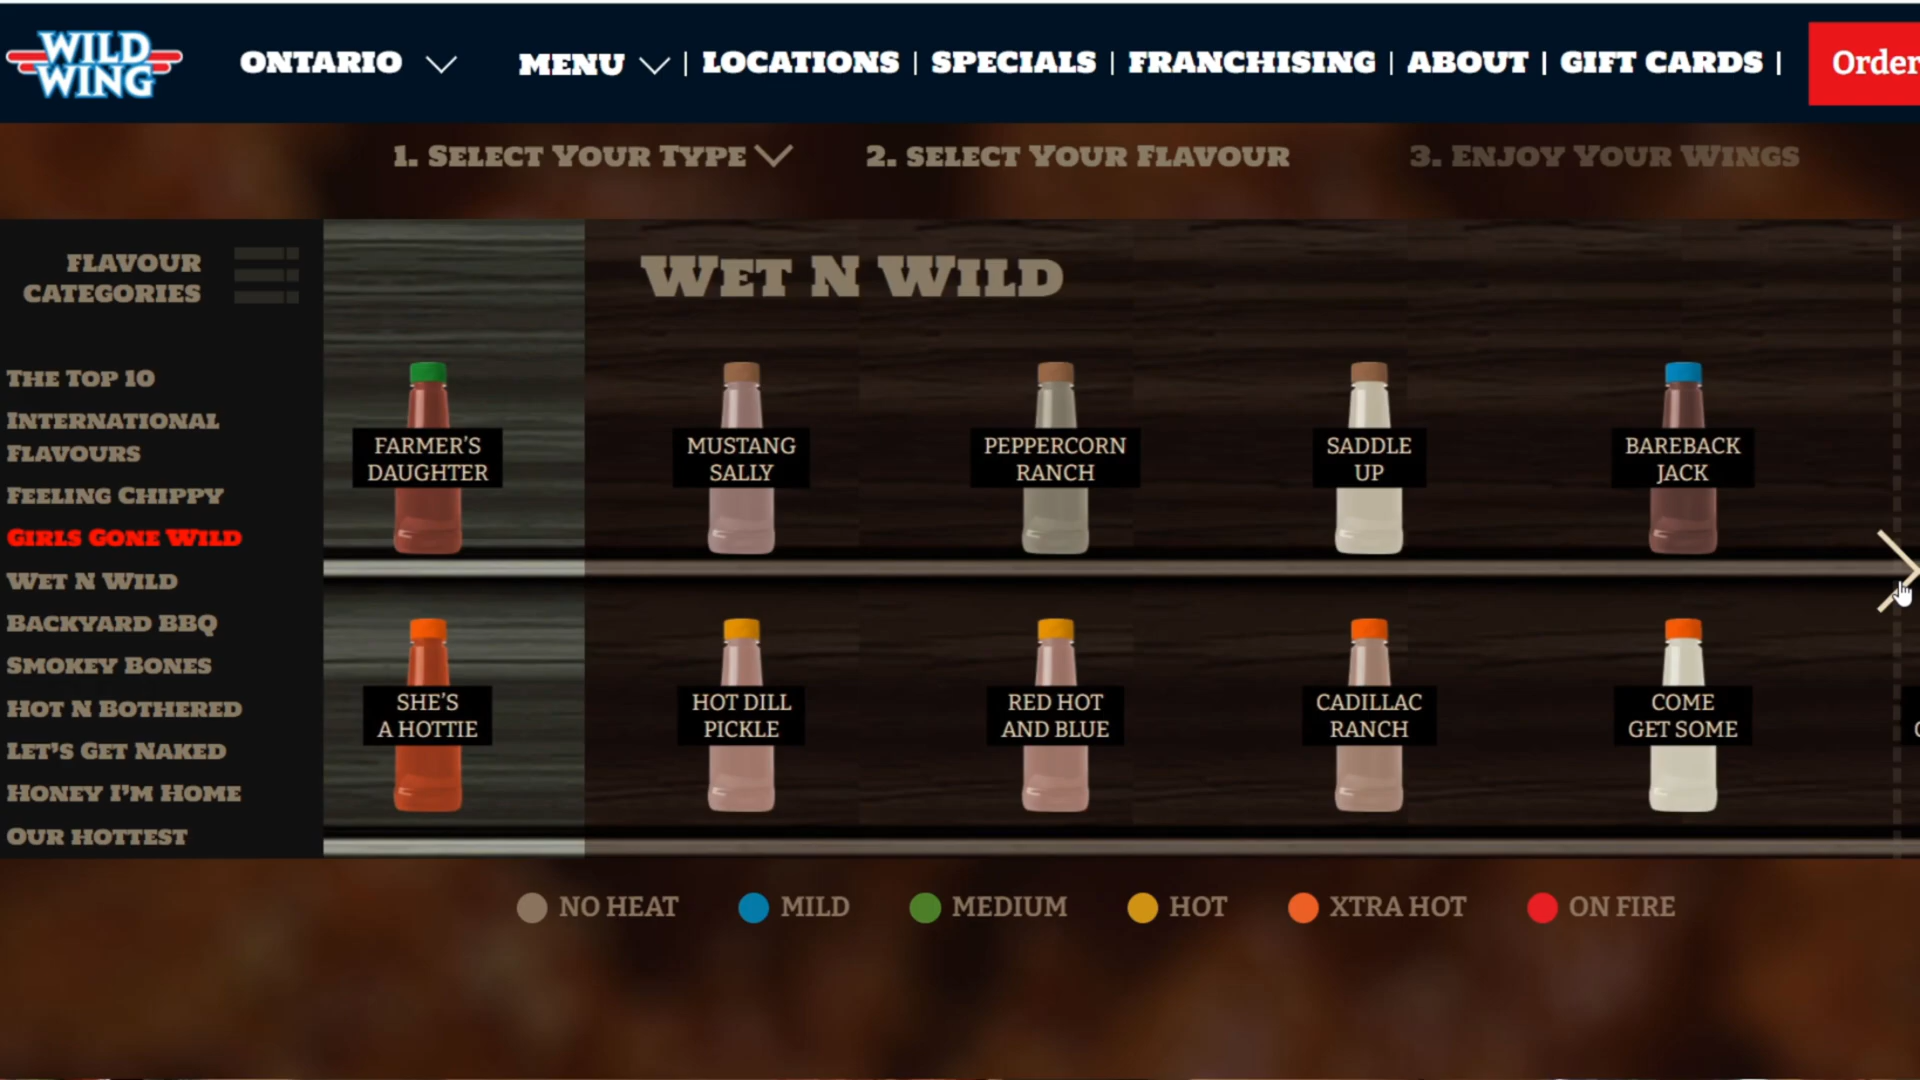 WILD
WING
ONTARIO
MENU | LOCATIONS | SPECIALS | FRANCHISING | ABOUT | GIFT CARDS |
Order
1. SELECT YOUR TYPE
2. SELECT YOUR FLAVOUR
3. ENJOY YOUR WINGS
FLAVOUR
CATEGORIES
THE TOP 10
INTERNATIONAL
FLAVOURS
FEELING CHIPPY
GIRLS GONE WILD
WET N WILD
BACKYARD BBQ
SMOKEY BONES
HOT N BOTHERED
LET'S GET NAKED
HONEY I'M HOME
OUR HOTTEST
WET N WILD
FARMER'S
DAUGHTER
MUSTANG
SALLY
PEPPERCORN
RANCH
SADDLE
UP
BAREBACK
JACK
SHE'S
A HOTTIE
HOT DILL
PICKLE
RED HOT
AND BLUE
CADILLAC
RANCH
COME
GET SOME
NO HEAT
MILD
MEDIUM
HOT
XTRA HOT
ON FIRE